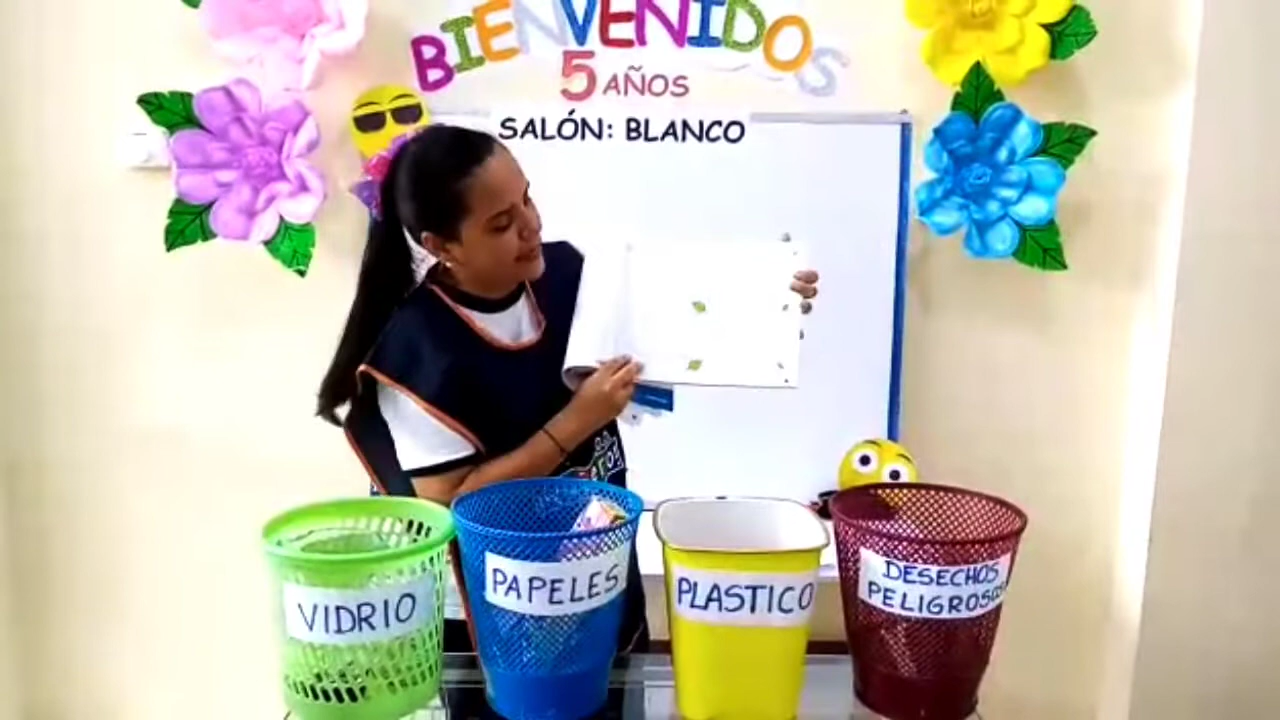 BIENVENIDOS
5 AÑOS
SALÓN: BLANCO
VIDRIO
PAPELES
PLASTICO
DESECHOS
PELIGROSOS